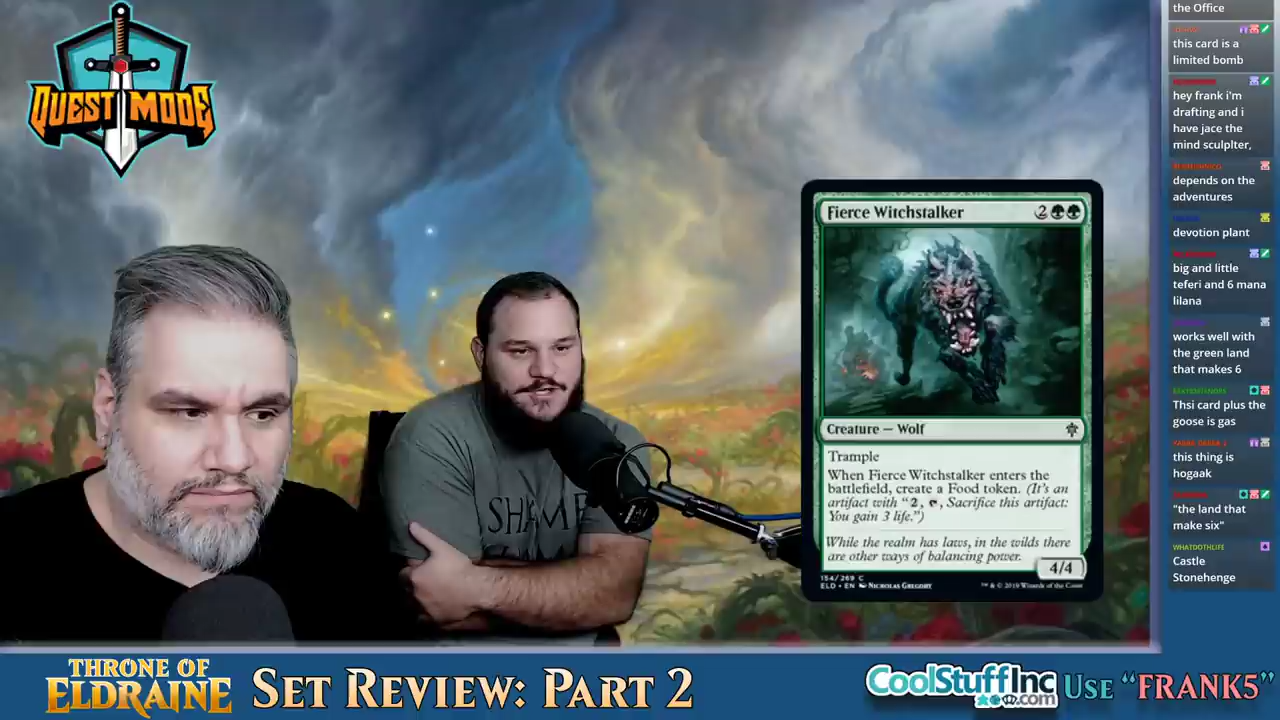 QUEST MODE
SHAME
Fierce Witchstalker 2
Creature — Wolf
Trample
When Fierce Witchstalker enters the
battlefield, create a Food token. (It's an
artifact with “2, Sacrifice this artifact:
You gain 3 life.”)
While the realm has laws, in the wilds there
are other ways of balancing power.
4/4
154/269 C
ELD • EN Nicholas Gregory
™ & © 2019 Wizards of the Coast
the Office
this card is a
limited bomb
hey frank i'm
drafting and i
have jace the
mind sculplter,
depends on the
adventures
devotion plant
big and little
teferi and 6 mana
lilana
works well with
the green land
that makes 6
Thsi card plus the
goose is gas
this thing is
hogaak
"the land that
make six"
WHATDOTHLIFE
Castle
Stonehenge
THRONE OF
ELDRAINE
SET REVIEW: PART 2
CoolStuffInc
.com
USE “FRANK5”